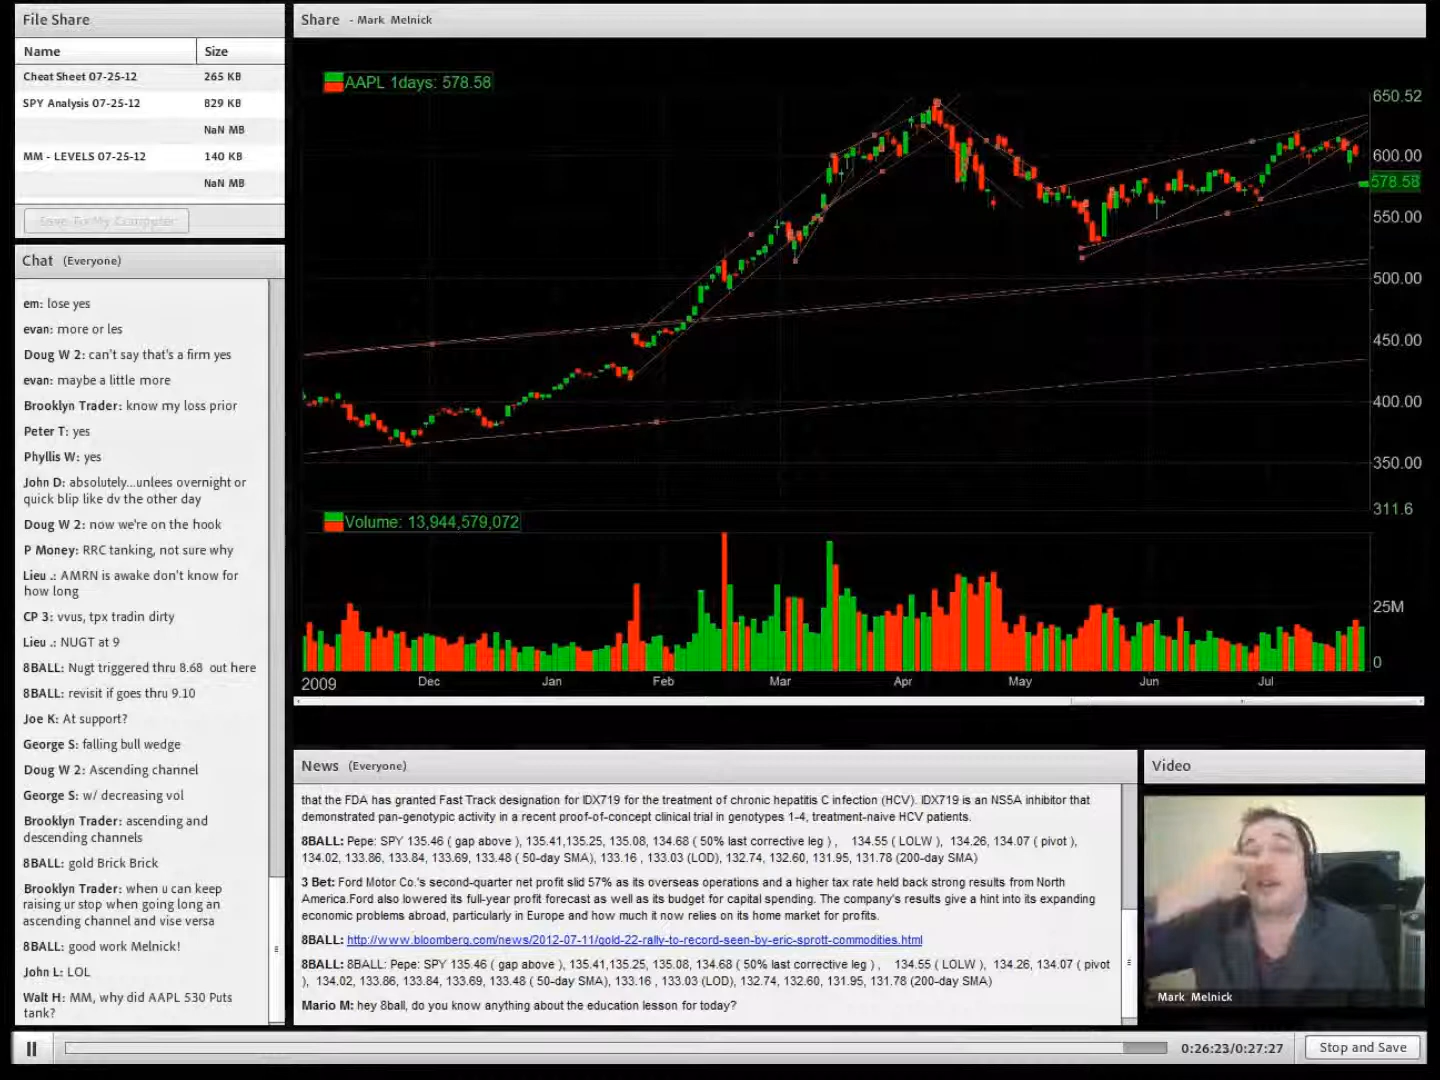 File Share
Name
Size
Cheat Sheet 07-25-12
265 KB
SPY Analysis 07-25-12
829 KB
NaN MB
MM - LEVELS 07-25-12
140 KB
NaN MB
Save To My Computer
Chat (Everyone)
em: lose yes
evan: more or les
Doug W 2: can't say that's a firm yes
evan: maybe a little more
Brooklyn Trader: know my loss prior
Peter T: yes
Phyllis W: yes
John D: absolutely...unlees overnight or
quick blip like dv the other day
Doug W 2: now we're on the hook
P Money: RRC tanking, not sure why
Lieu .: AMRN is awake don't know for
how long
CP 3: vvus, tpx tradin dirty
Lieu .: NUGT at 9
8BALL: Nugt triggered thru 8.68 out here
8BALL: revisit if goes thru 9.10
Joe K: At support?
George S: falling bull wedge
Doug W 2: Ascending channel
George S: w/ decreasing vol
Brooklyn Trader: ascending and
descending channels
8BALL: gold Brick Brick
Brooklyn Trader: when u can keep
raising ur stop when going long an
ascending channel and vise versa
8BALL: good work Melnick!
John L: LOL
Walt H: MM, why did AAPL 530 Puts
tank?
Share - Mark Melnick
AAPL 1days: 578.58
650.52
600.00
578.58
550.00
500.00
450.00
400.00
350.00
311.6
Volume: 13,944,579,072
25M
0
2009
Dec
Jan
Feb
Mar
Apr
May
Jun
Jul
News (Everyone)
that the FDA has granted Fast Track designation for IDX719 for the treatment of chronic hepatitis C infection (HCV). IDX719 is an NS5A inhibitor that
demonstrated pan-genotypic activity in a recent proof-of-concept clinical trial in genotypes 1-4, treatment-naive HCV patients.
8BALL: Pepe: SPY 135.46 ( gap above ), 135.41,135.25, 135.08, 134.68 ( 50% last corrective leg ) , 134.55 ( LOLW ), 134.26, 134.07 ( pivot ),
134.02, 133.86, 133.84, 133.69, 133.48 ( 50-day SMA), 133.16 , 133.03 (LOD), 132.74, 132.60, 131.95, 131.78 (200-day SMA)
3 Bet: Ford Motor Co.'s second-quarter net profit slid 57% as its overseas operations and a higher tax rate held back strong results from North
America.Ford also lowered its full-year profit forecast as well as its budget for capital spending. The company's results give a hint into its expanding
economic problems abroad, particularly in Europe and how much it now relies on its home market for profits.
8BALL: http://www.bloomberg.com/news/2012-07-11/gold-22-rally-to-record-seen-by-eric-sprott-commodities.html
8BALL: 8BALL: Pepe: SPY 135.46 ( gap above ), 135.41,135.25, 135.08, 134.68 ( 50% last corrective leg ) , 134.55 ( LOLW ), 134.26, 134.07 ( pivot
), 134.02, 133.86, 133.84, 133.69, 133.48 ( 50-day SMA), 133.16 , 133.03 (LOD), 132.74, 132.60, 131.95, 131.78 (200-day SMA)
Mario M: hey 8ball, do you know anything about the education lesson for today?
Video
Mark Melnick
0:26:23/0:27:27
Stop and Save